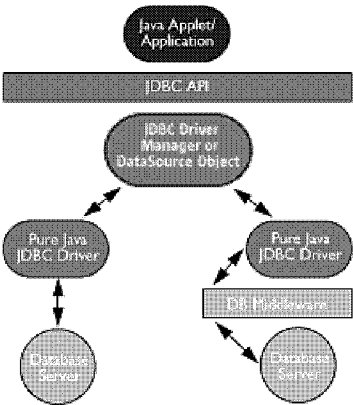 Java Applet/
Application
JDBC API
JDBC Driver
Manager or
DataSource Object
Pure Java
JDBC Driver
Pure Java
JDBC Driver
DB Middleware
Database
Server
Database
Server